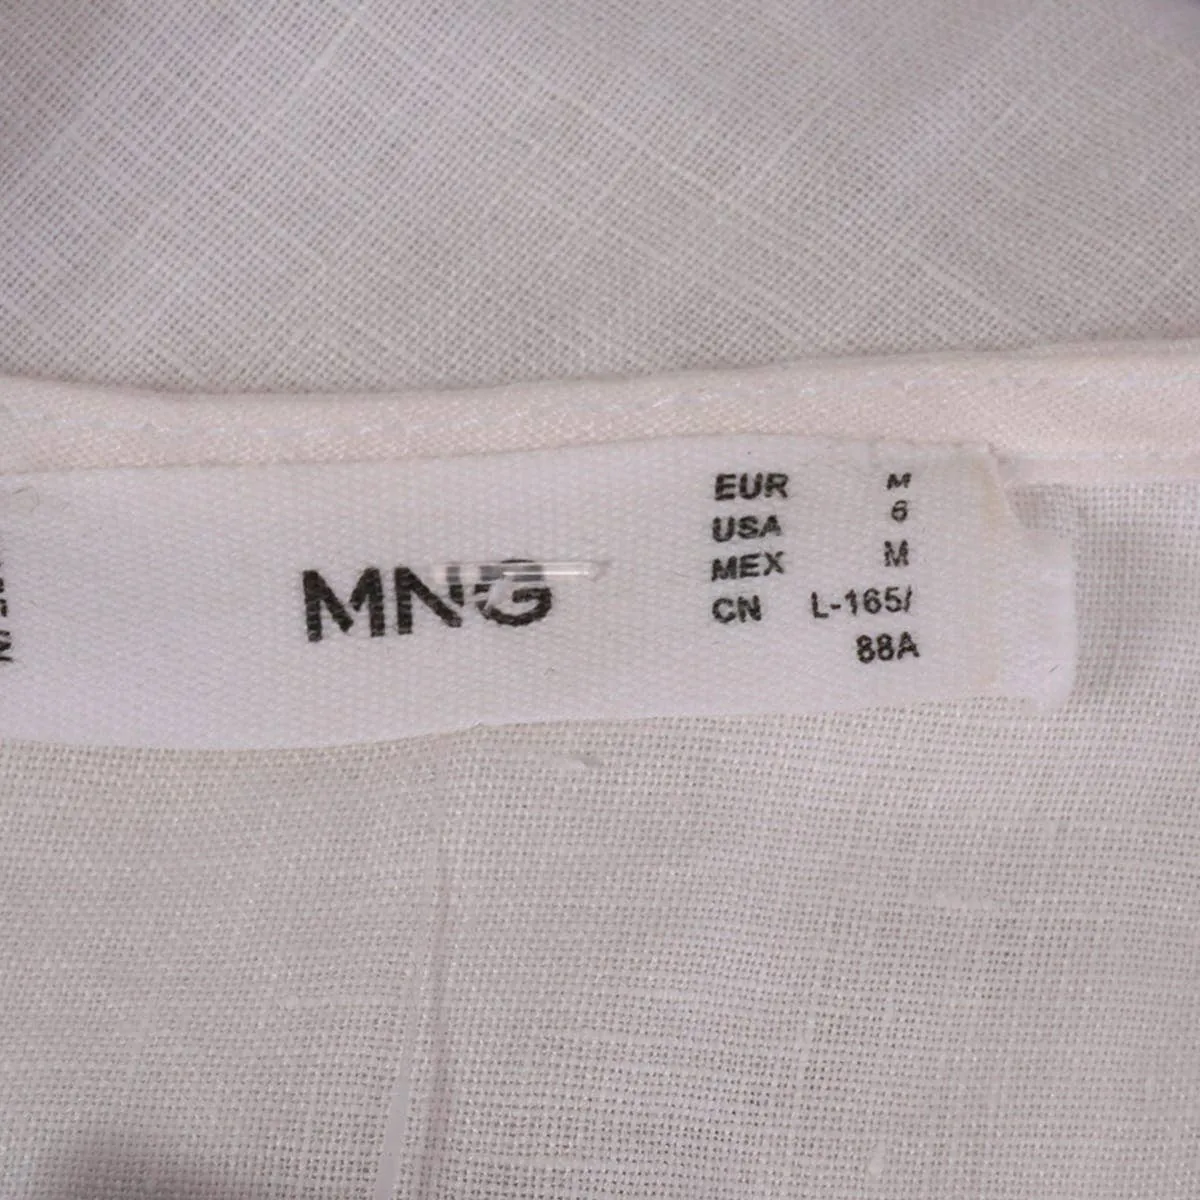 MNG
EUR M
USA 6
MEX M
CN L-165/
88A